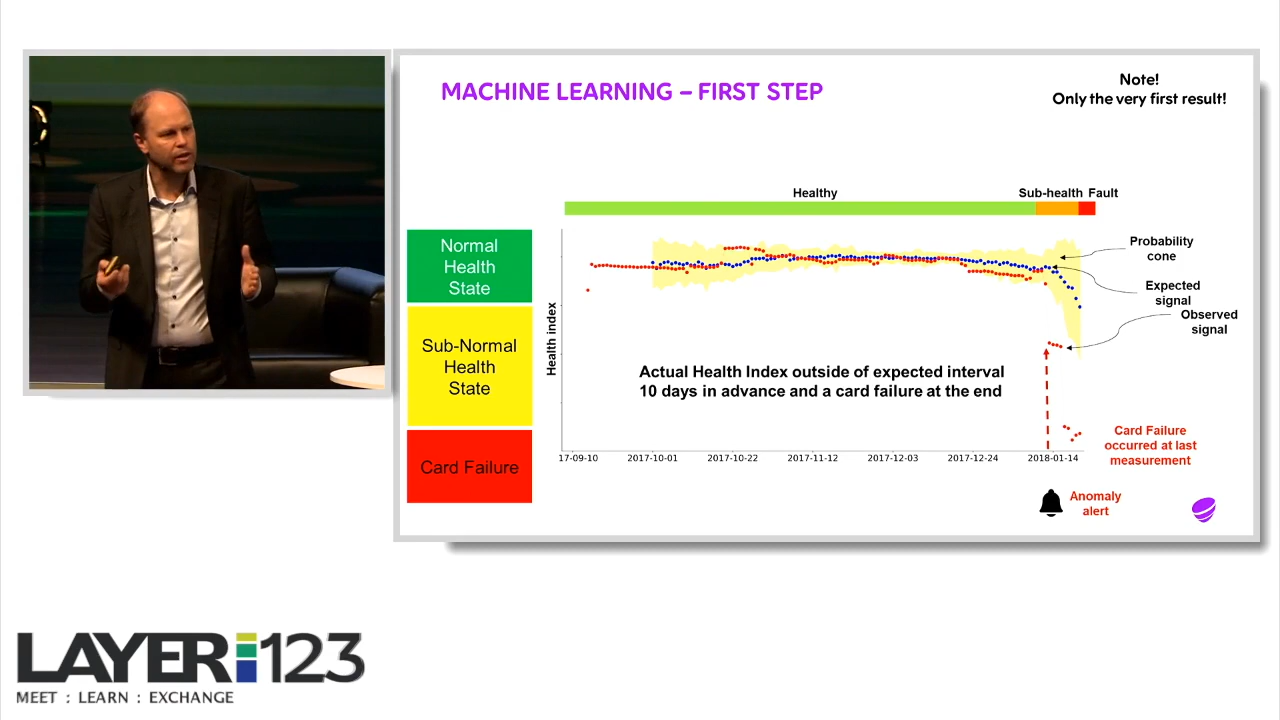 MACHINE LEARNING – FIRST STEP
Note!
Only the very first result!
Healthy
Sub-health
Fault
Normal
Health
State
Sub-Normal
Health
State
Card Failure
Health index
Probability
cone
Expected
signal
Observed
signal
Actual Health Index outside of expected interval
10 days in advance and a card failure at the end
Card Failure
occurred at last
measurement
17-09-10
2017-10-01
2017-10-22
2017-11-12
2017-12-03
2017-12-24
2018-01-14
Anomaly
alert
LAYER123
MEET : LEARN : EXCHANGE